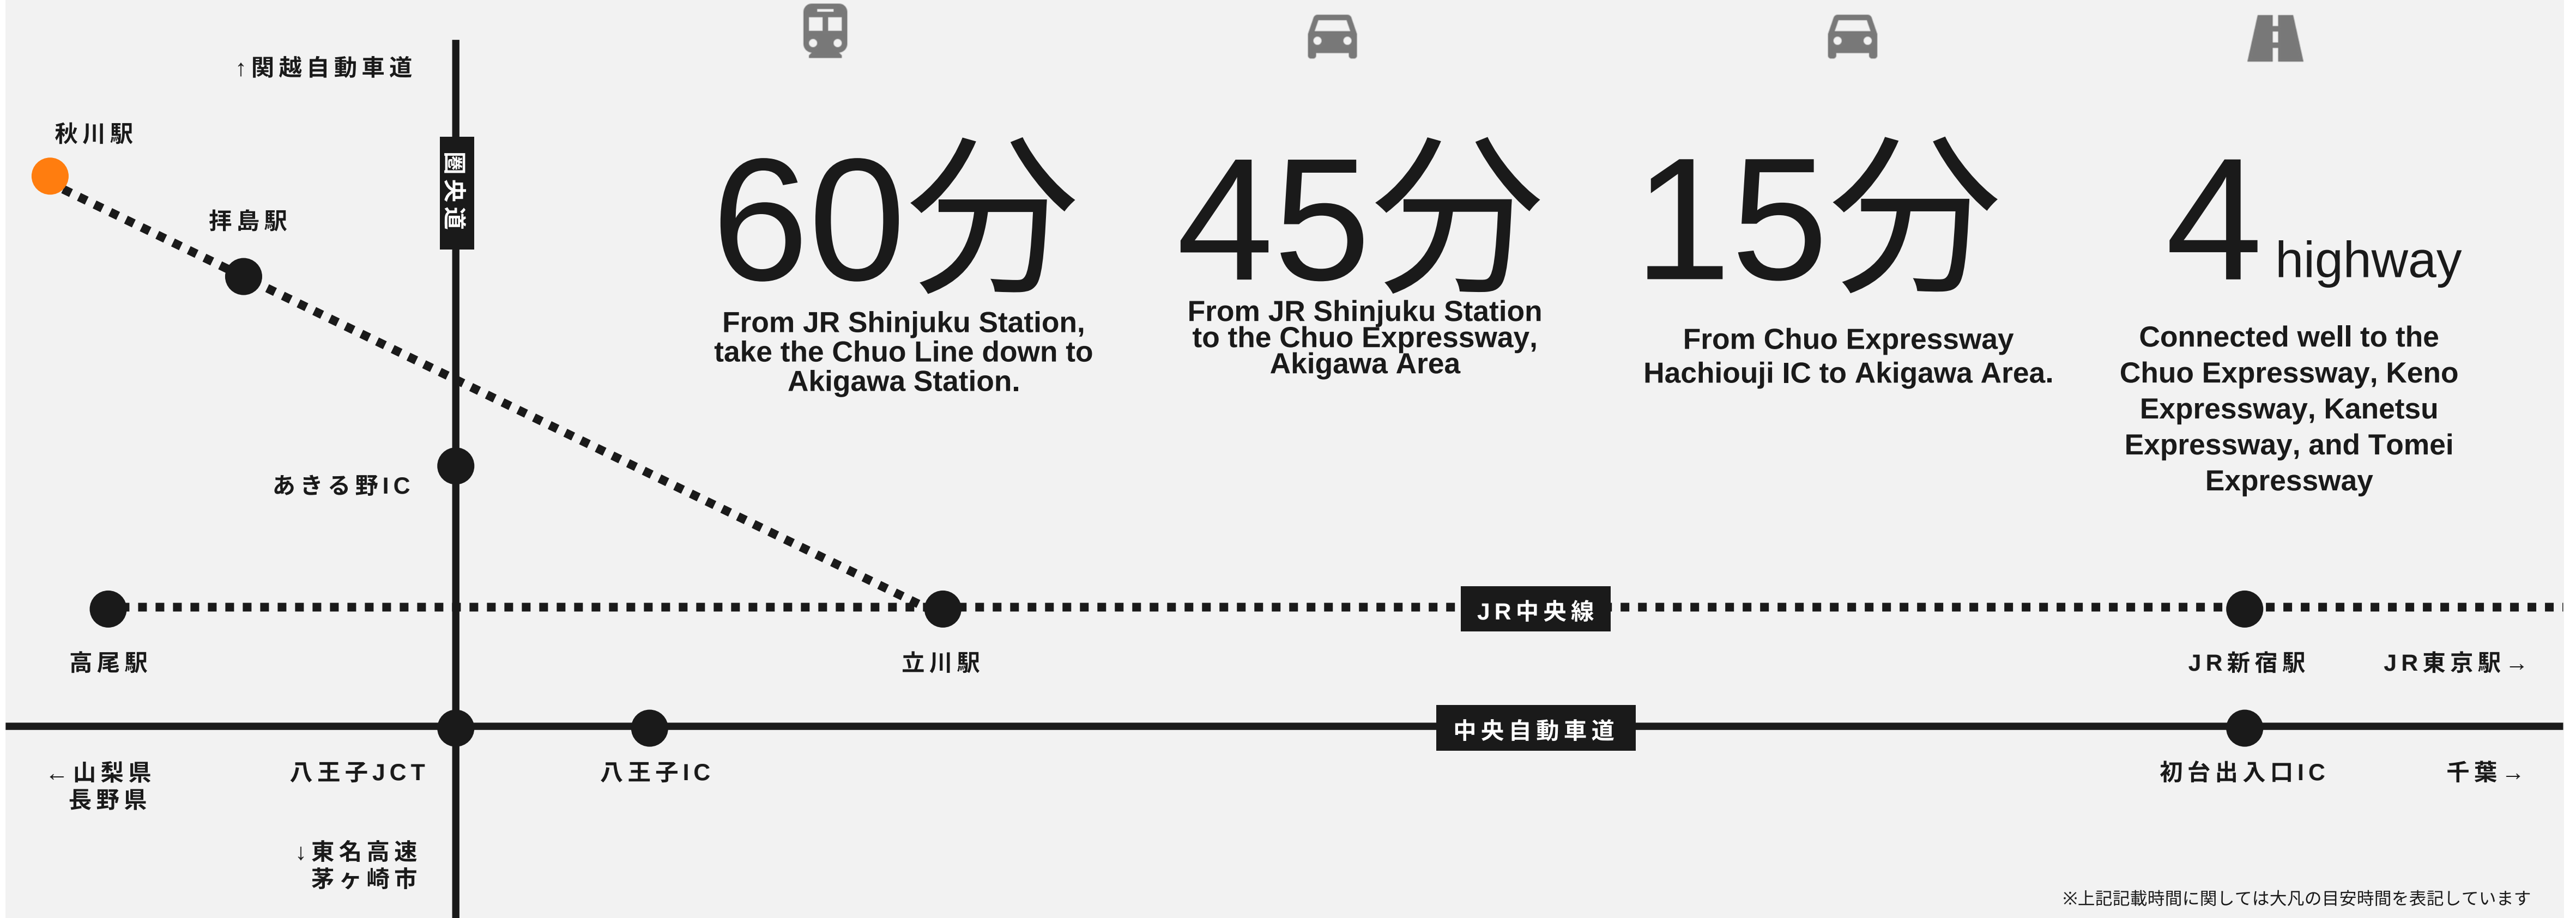 ↑関越自動車道
秋川駅
圏央道
拝島駅
60分
From JR Shinjuku Station,
take the Chuo Line down to
Akigawa Station.
45分
From JR Shinjuku Station
to the Chuo Expressway,
Akigawa Area
15分
From Chuo Expressway
Hachiouji IC to Akigawa Area.
4 highway
Connected well to the
Chuo Expressway, Keno
Expressway, Kanetsu
Expressway, and Tomei
Expressway
あきる野IC
JR中央線
高尾駅
立川駅
JR新宿駅
JR東京駅→
中央自動車道
←山梨県
長野県
八王子JCT
八王子IC
初台出入口IC
千葉→
↓東名高速
茅ヶ崎市
※上記記載時間に関しては大凡の目安時間を表記しています